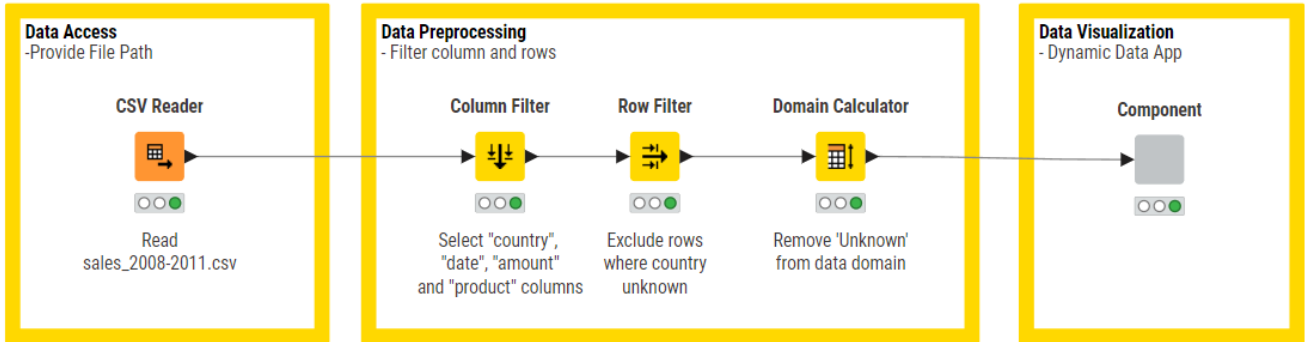 Data Access
-Provide File Path
CSV Reader
Read
sales_2008-2011.csv
Data Preprocessing
- Filter column and rows
Column Filter
Select "country",
"date", "amount"
and "product" columns
Row Filter
Exclude rows
where country
unknown
Domain Calculator
Remove 'Unknown'
from data domain
Data Visualization
- Dynamic Data App
Component